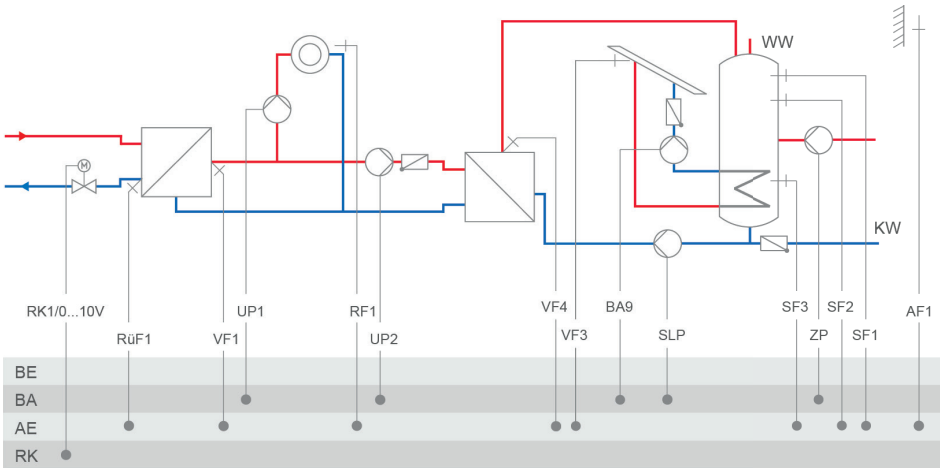 WW
M
KW
RK1/0...10V
UP1
RF1
VF4
BA9
SF3
SF2
AF1
RüF1
VF1
UP2
VF3
SLP
ZP
SF1
BE
BA
AE
RK